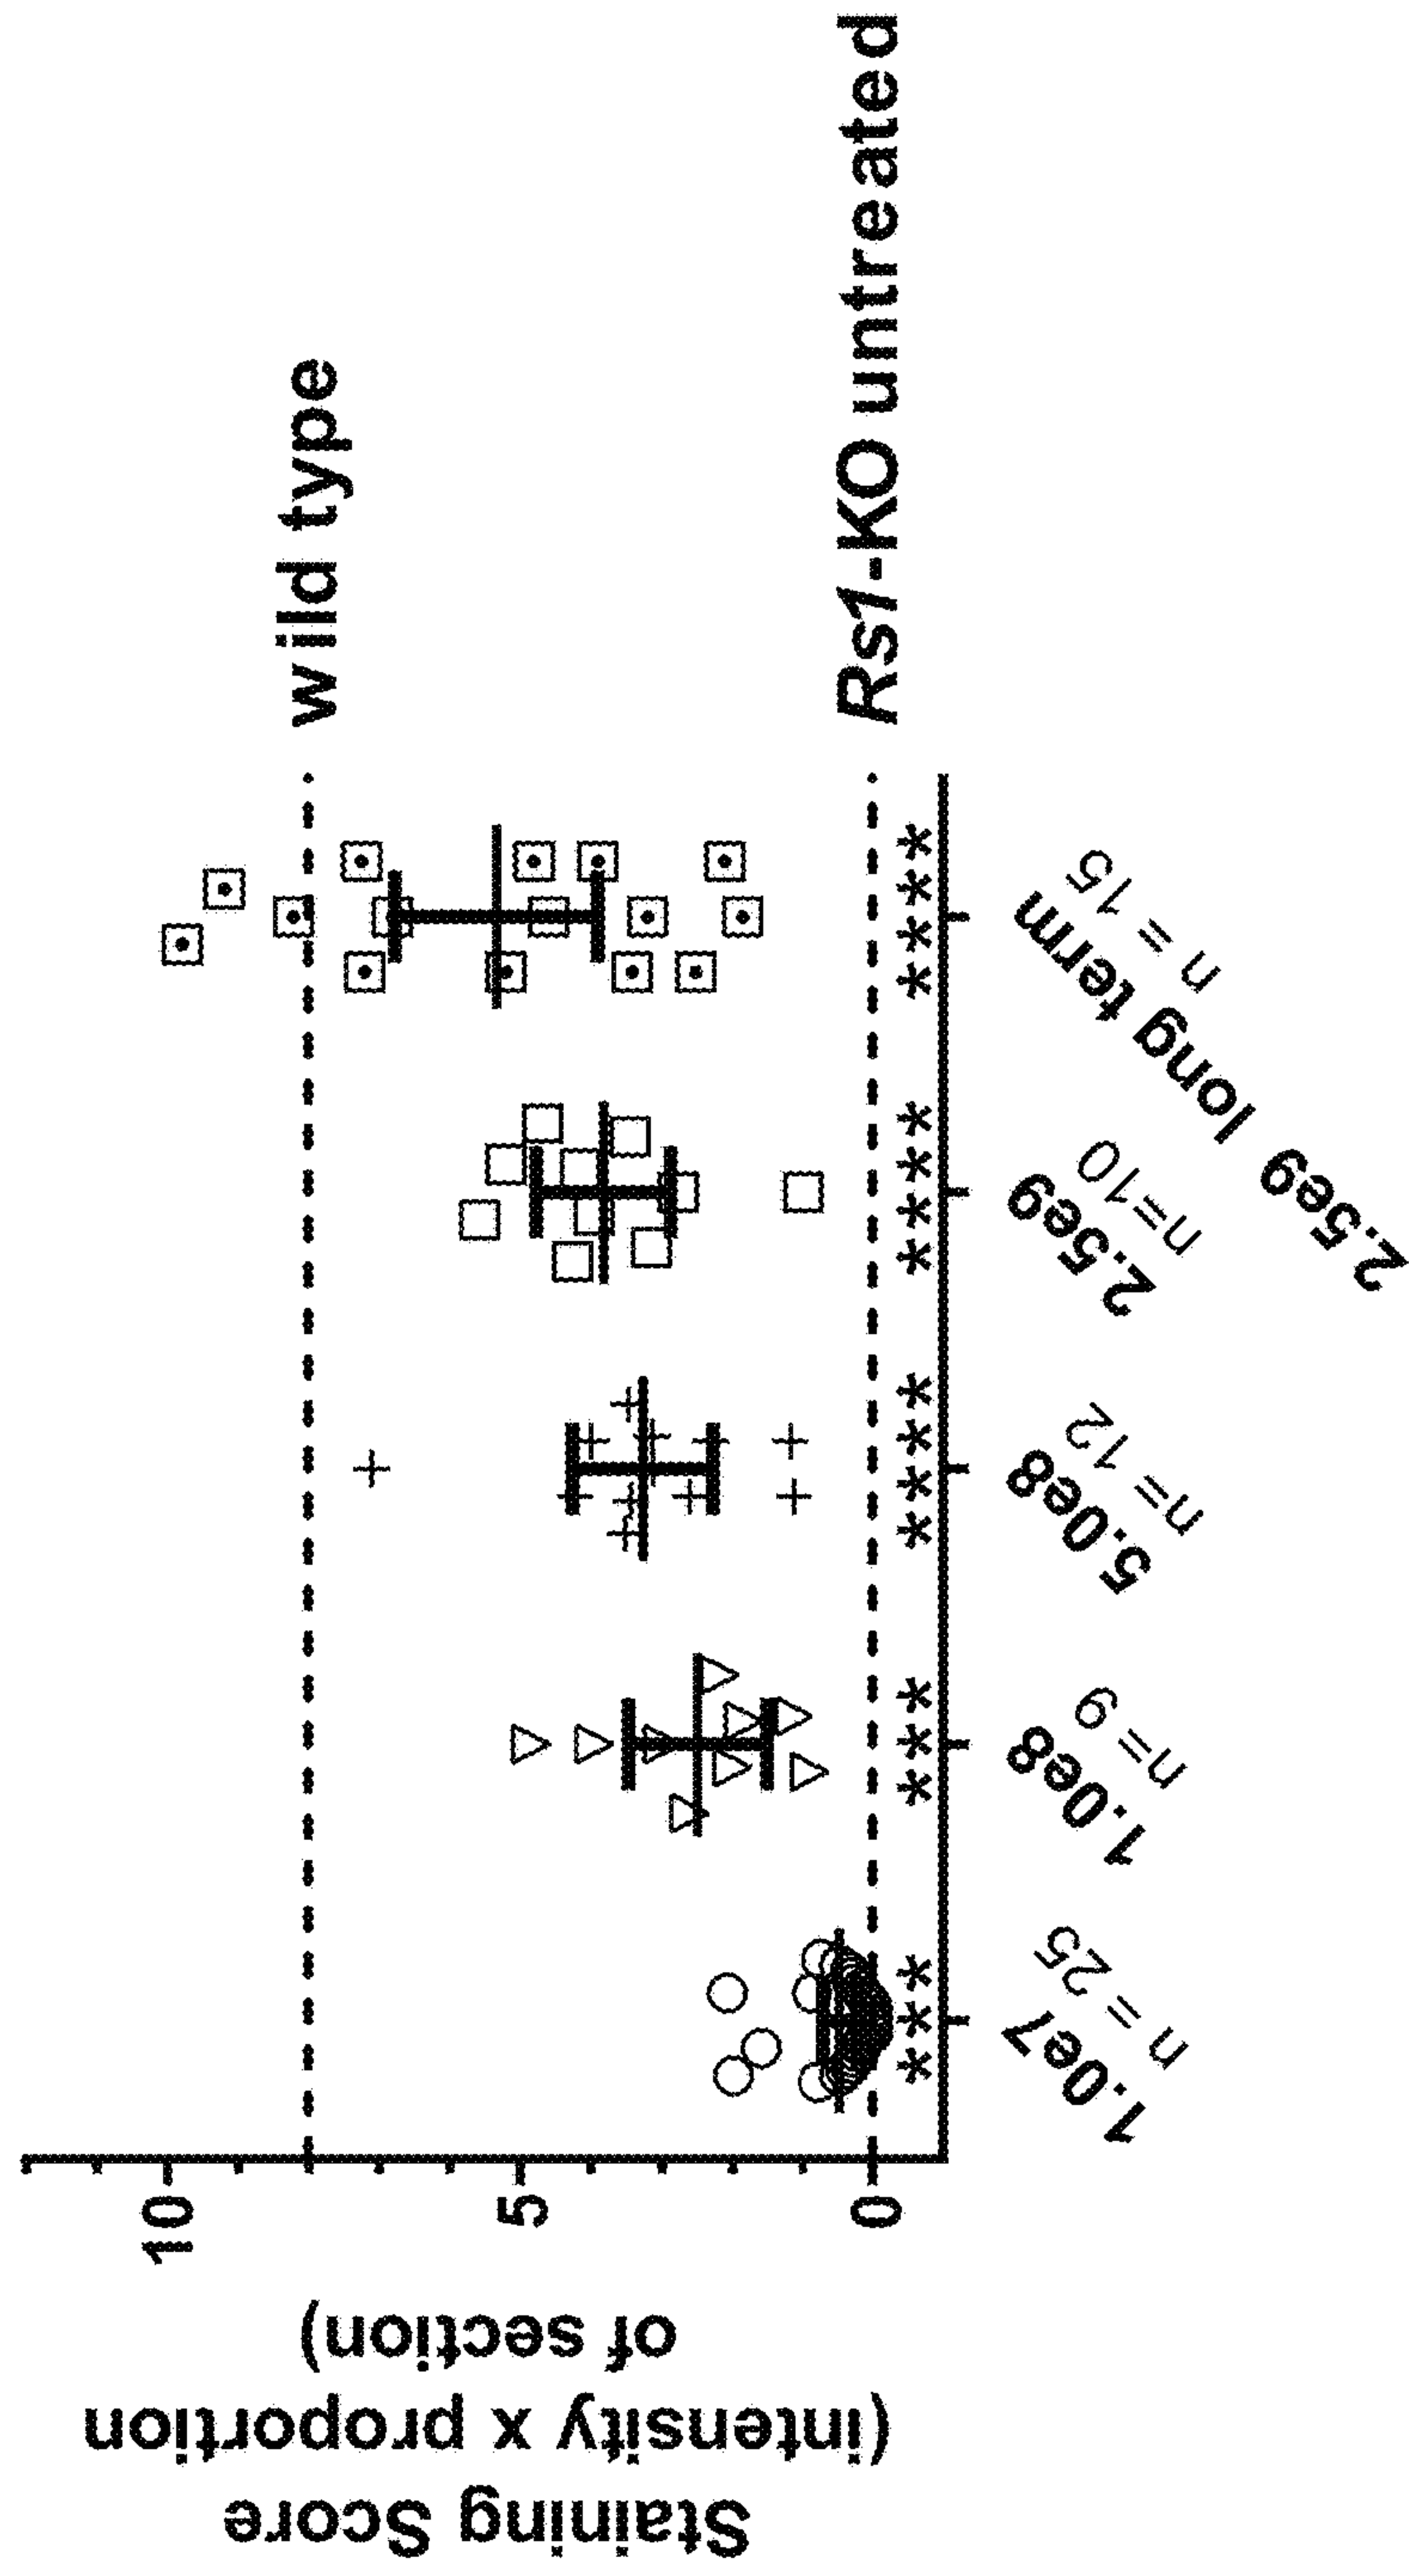 Staining Score
(intensity x proportion
of section)
10
5
0
wild type
Rs1-KO untreated
*** *** **** **** ****
1.0e7
n = 25
1.0e8
n= 9
5.0e8
n= 12
2.5e9
n=10
2.5e9 long term
n = 15